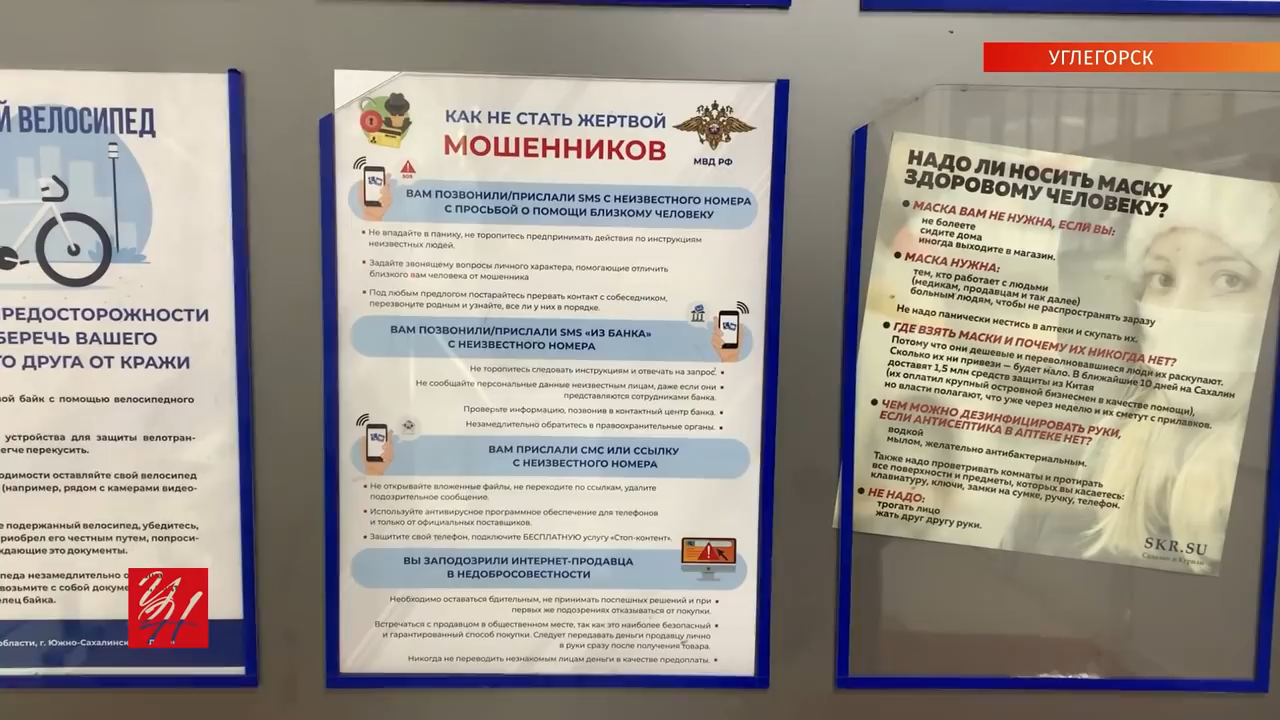 УГЛЕГОРСК
Й ВЕЛОСИПЕД
РЕДОСТОРОЖНОСТИ
БЕРЕЧЬ ВАШЕГО
О ДРУГА ОТ КРАЖИ
вой байк с помощью велосипедного
устройства для защиты велотран-
егче перекусить.
одимости оставляйте свой велосипед
(например, рядом с камерами видео-
е подержанный велосипед, убедитесь,
приобрел его честным путем, попроси-
ждающие это документы.
педа незамедлительно о
возьмите с собой докуме
елец байка.
области, г. Южно-Сахалинск
КАК НЕ СТАТЬ ЖЕРТВОЙ
МОШЕННИКОВ
МВД РФ
SOS
ВАМ ПОЗВОНИЛИ/ПРИСЛАЛИ SMS С НЕИЗВЕСТНОГО НОМЕРА
С ПРОСЬБОЙ О ПОМОЩИ БЛИЗКОМУ ЧЕЛОВЕКУ
• Не впадайте в панику, не торопитесь предпринимать действия по инструкциям
неизвестных людей.
• Задайте звонящему вопросы личного характера, помогающие отличить
близкого вам человека от мошенника
• Под любым предлогом постарайтесь прервать контакт с собеседником,
перезвоните родным и узнайте, все ли у них в порядке.
ВАМ ПОЗВОНИЛИ/ПРИСЛАЛИ SMS «ИЗ БАНКА»
С НЕИЗВЕСТНОГО НОМЕРА
Не торопитесь следовать инструкциям и отвечать на запрос. •
Не сообщайте персональные данные неизвестным лицам, даже если они •
представляются сотрудниками банка.
Проверьте информацию, позвонив в контактный центр банка. •
Незамедлительно обратитесь в правоохранительные органы. •
ВАМ ПРИСЛАЛИ СМС ИЛИ ССЫЛКУ
С НЕИЗВЕСТНОГО НОМЕРА
• Не открывайте вложенные файлы, не переходите по ссылкам, удалите
подозрительное сообщение.
• Используйте антивирусное программное обеспечение для телефонов
и только от официальных поставщиков.
• Защитите свой телефон, подключите БЕСПЛАТНУЮ услугу «Стоп-контент».
ВЫ ЗАПОДОЗРИЛИ ИНТЕРНЕТ-ПРОДАВЦА
В НЕДОБРОСОВЕСТНОСТИ
Необходимо оставаться бдительным, не принимать поспешных решений и при •
первых же подозрениях отказываться от покупки.
Встречаться с продавцом в общественном месте, так как это наиболее безопасный •
и гарантированный способ покупки. Следует передавать деньги продавцу лично
в руки сразу после получения товара.
Никогда не переводить незнакомым лицам деньги в качестве предоплаты. •
НАДО ЛИ НОСИТЬ МАСКУ
ЗДОРОВОМУ ЧЕЛОВЕКУ?
• МАСКА ВАМ НЕ НУЖНА, ЕСЛИ ВЫ:
не болеете
сидите дома
иногда выходите в магазин.
• МАСКА НУЖНА:
тем, кто работает с людьми
(медикам, продавцам и так далее)
больным людям, чтобы не распространять заразу
Не надо панически нестись в аптеки и скупать их.
• ГДЕ ВЗЯТЬ МАСКИ И ПОЧЕМУ ИХ НИКОГДА НЕТ?
Потому что они дешевые и переволновавшиеся люди их раскупают.
Сколько их ни привези — будет мало. В ближайшие 10 дней на Сахалин
доставят 1,5 млн средств защиты из Китая
(их оплатил крупный островной бизнесмен в качестве помощи),
но власти полагают, что уже через неделю и их сметут с прилавков.
• ЧЕМ МОЖНО ДЕЗИНФИЦИРОВАТЬ РУКИ,
ЕСЛИ АНТИСЕПТИКА В АПТЕКЕ НЕТ?
водкой
мылом, желательно антибактериальным.
Также надо проветривать комнаты и протирать
все поверхности и предметы, которых вы касаетесь:
клавиатуру, ключи, замки на сумке, ручку, телефон.
• НЕ НАДО:
трогать лицо
жать друг другу руки.
SKR.SU
Сахалин и Курилы
УН